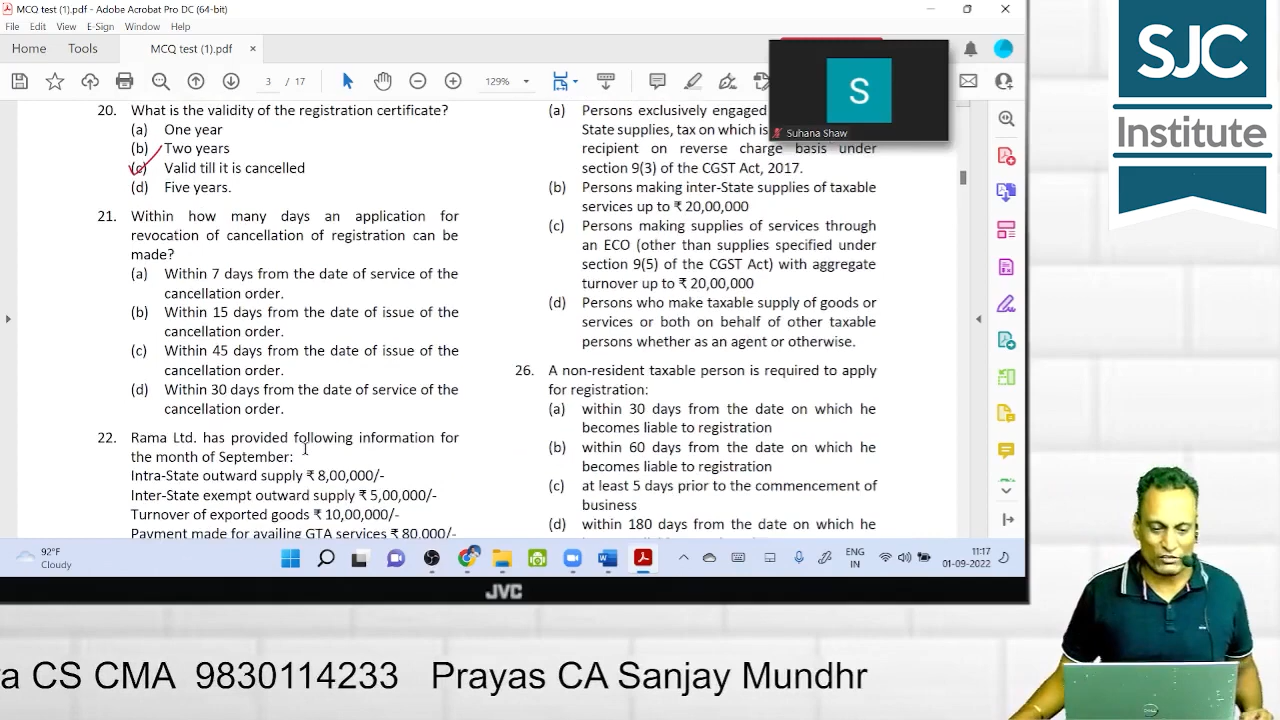 MCQ test (1).pdf - Adobe Acrobat Pro DC (64-bit)
File Edit View E-Sign Window Help
Home Tools MCQ test (1).pdf ×
3 / 17 129%
S
Suhana Shaw
20. What is the validity of the registration certificate?
(a) One year
(b) Two years
(c) Valid till it is cancelled
(d) Five years.
21. Within how many days an application for
revocation of cancellation of registration can be
made?
(a) Within 7 days from the date of service of the
cancellation order.
(b) Within 15 days from the date of issue of the
cancellation order.
(c) Within 45 days from the date of issue of the
cancellation order.
(d) Within 30 days from the date of service of the
cancellation order.
22. Rama Ltd. has provided following information for
the month of September:
Intra-State outward supply ₹ 8,00,000/-
Inter-State exempt outward supply ₹ 5,00,000/-
Turnover of exported goods ₹ 10,00,000/-
Payment made for availing GTA services ₹ 80,000/-
(a) Persons exclusively engaged
State supplies, tax on which is
recipient on reverse charge basis under
section 9(3) of the CGST Act, 2017.
(b) Persons making inter-State supplies of taxable
services up to ₹ 20,00,000
(c) Persons making supplies of services through
an ECO (other than supplies specified under
section 9(5) of the CGST Act) with aggregate
turnover up to ₹ 20,00,000
(d) Persons who make taxable supply of goods or
services or both on behalf of other taxable
persons whether as an agent or otherwise.
26. A non-resident taxable person is required to apply
for registration:
(a) within 30 days from the date on which he
becomes liable to registration
(b) within 60 days from the date on which he
becomes liable to registration
(c) at least 5 days prior to the commencement of
business
(d) within 180 days from the date on which he
92°F
Cloudy
ENG
IN
11:17
01-09-2022
JVC
SJC
Institute
DELL
a CS CMA 9830114233 Prayas CA Sanjay Mundhr